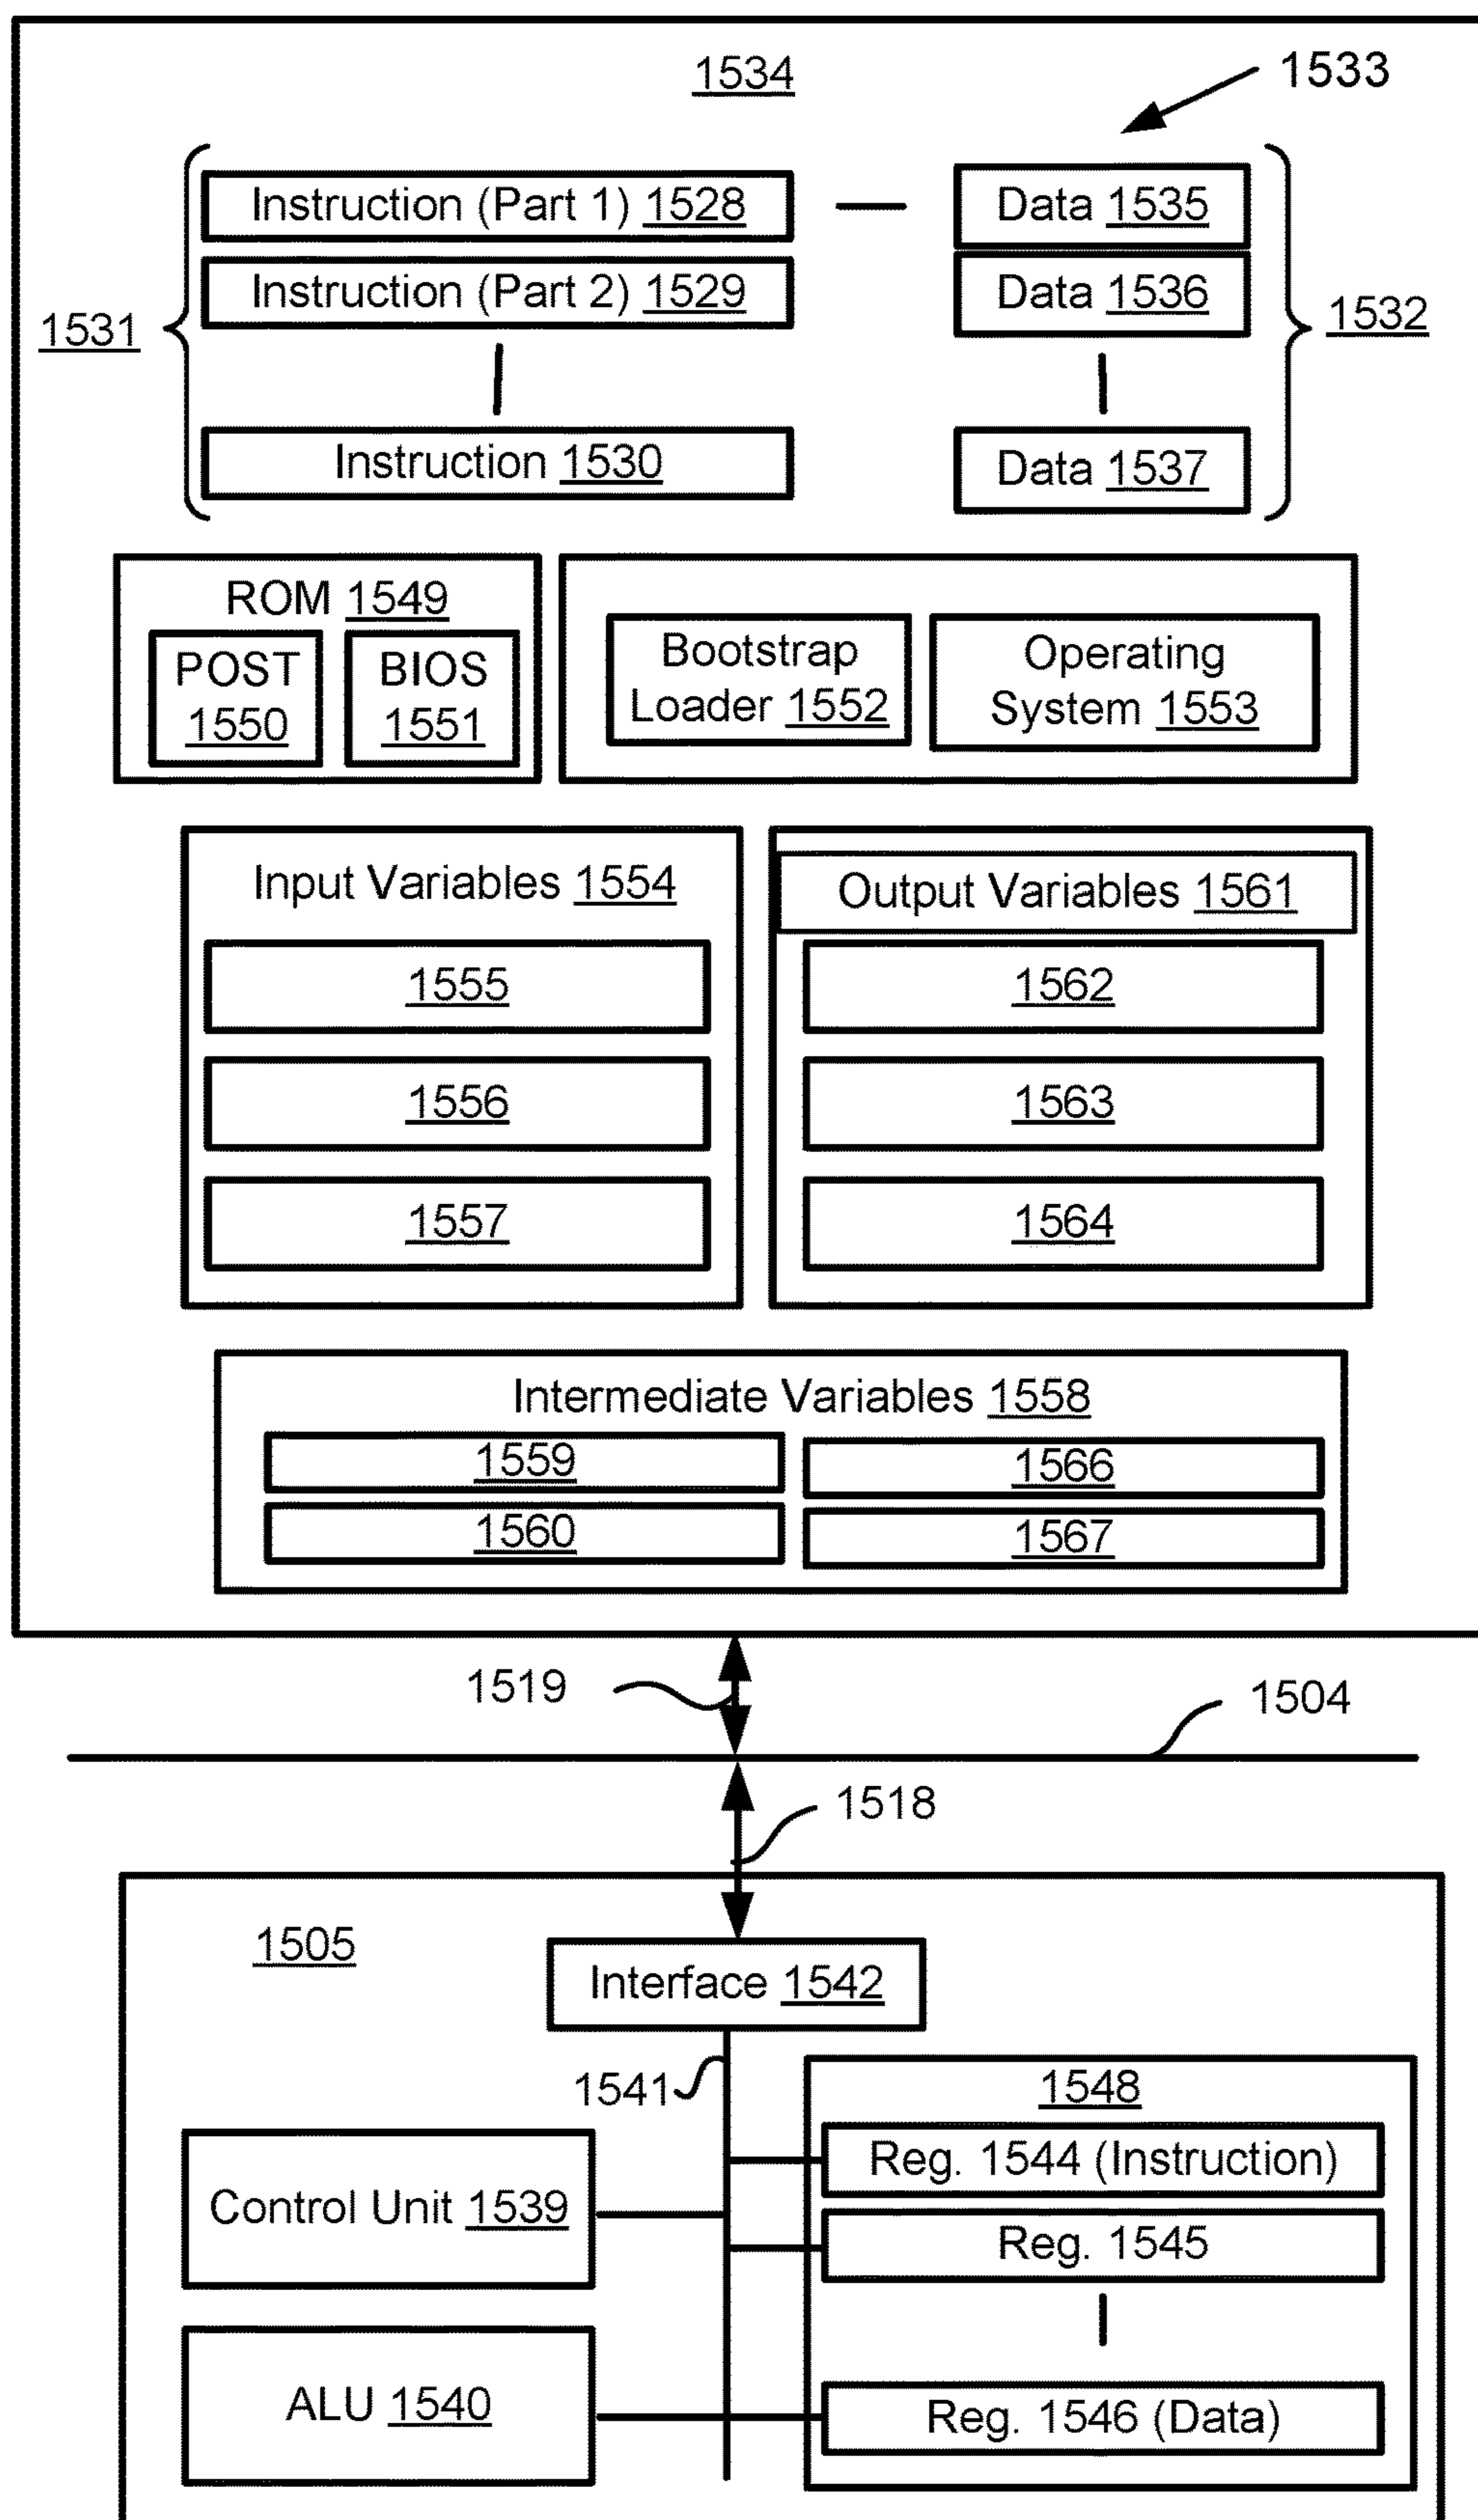 1534
1533
Instruction (Part 1) 1528
Data 1535
Instruction (Part 2) 1529
Data 1536
1531
1532
Instruction 1530
Data 1537
ROM 1549
POST
1550
BIOS
1551
Bootstrap
Loader 1552
Operating
System 1553
Input Variables 1554
1555
1556
1557
Output Variables 1561
1562
1563
1564
Intermediate Variables 1558
1559
1566
1560
1567
1519
1504
1518
1505
Interface 1542
1541
1548
Reg. 1544 (Instruction)
Control Unit 1539
Reg. 1545
ALU 1540
Reg. 1546 (Data)